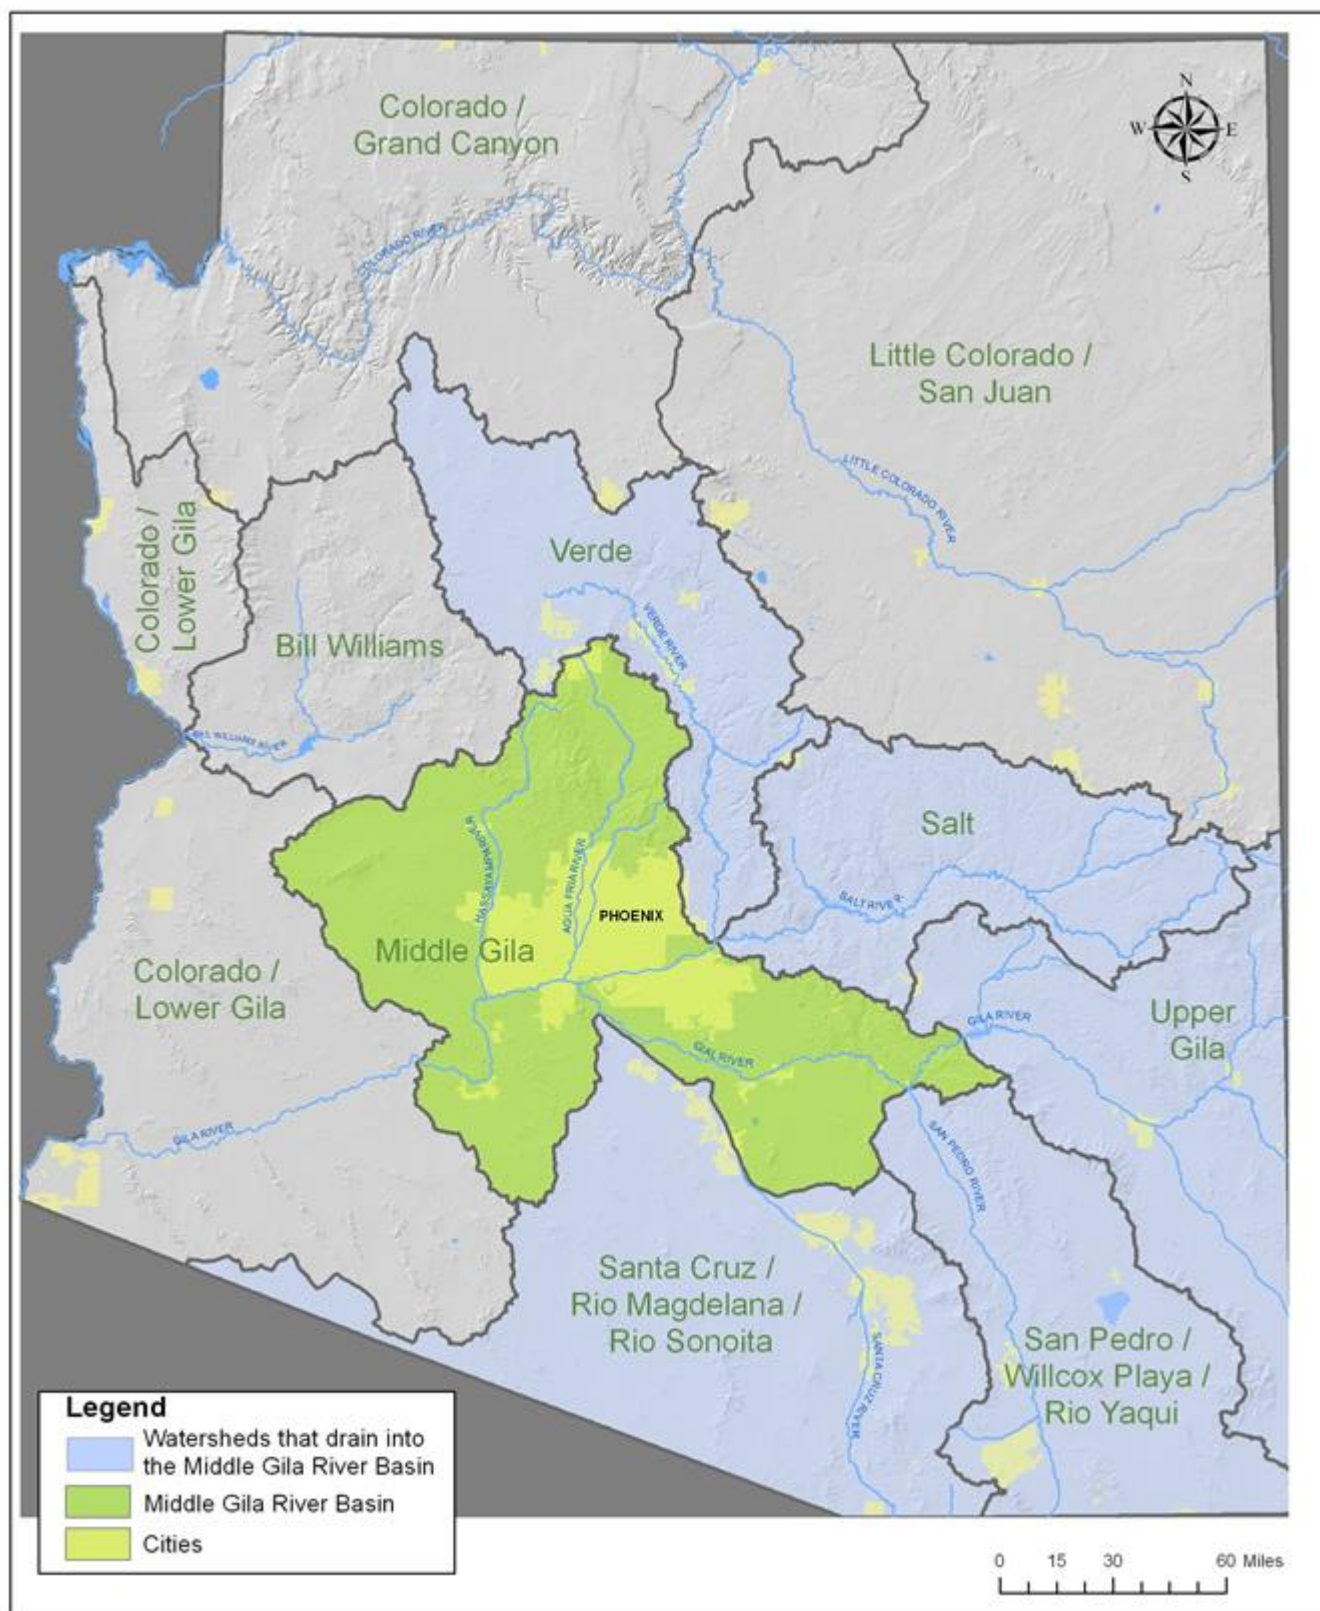 N
W E
S
Colorado /
Grand Canyon
COLORADO RIVER
Little Colorado /
San Juan
LITTLE COLORADO RIVER
Colorado /
Lower Gila
Verde
VERDE RIVER
Bill Williams
BILL WILLIAMS RIVER
Salt
SALT RIVER
HASSAYAMPA RIVER
AGUA FRIA RIVER
PHOENIX
Middle Gila
Colorado /
Lower Gila
Upper
Gila
GILA RIVER
GIAL RIVER
GILA RIVER
SAN PEDRO RIVER
Santa Cruz /
Rio Magdelana /
Rio Sonoita
SANTA CRUZ RIVER
San Pedro /
Willcox Playa /
Rio Yaqui
Legend
Watersheds that drain into
the Middle Gila River Basin
Middle Gila River Basin
Cities
0 15 30 60 Miles